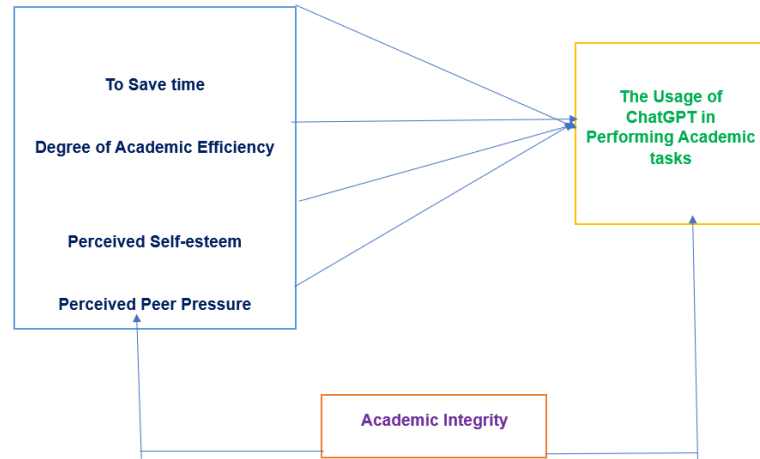 To Save time
Degree of Academic Efficiency
Perceived Self-esteem
Perceived Peer Pressure
The Usage of
ChatGPT in
Performing Academic
tasks
Academic Integrity